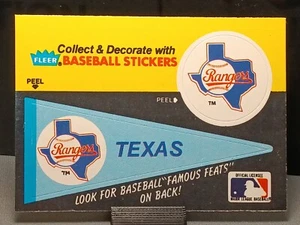 FLEER
Collect & Decorate with
BASEBALL STICKERS
PEEL
Rangers
TM
PEEL
Rangers
TM
TEXAS
LOOK FOR BASEBALL "FAMOUS FEATS"
ON BACK!
OFFICIAL LICENSEE
MAJOR LEAGUE BASEBALL